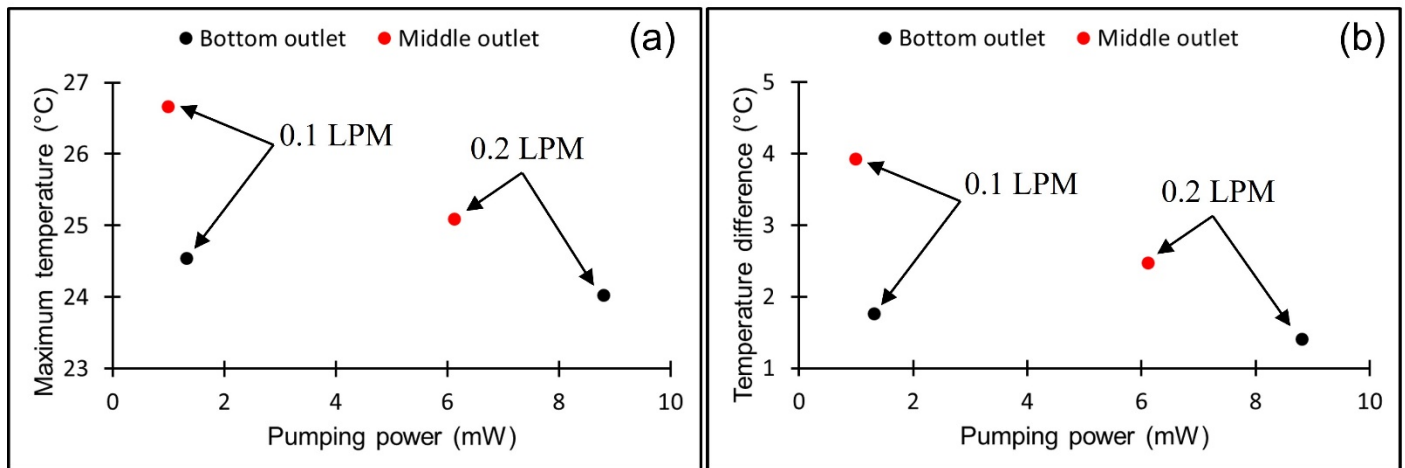 Bottom outlet Middle outlet (a)
27
26
25
24
23
Maximum temperature (°C)
0.1 LPM
0.2 LPM
0 2 4 6 8 10
Pumping power (mW)
Bottom outlet Middle outlet (b)
5
4
3
2
1
Temperature difference (°C)
0.1 LPM
0.2 LPM
0 2 4 6 8 10
Pumping power (mW)